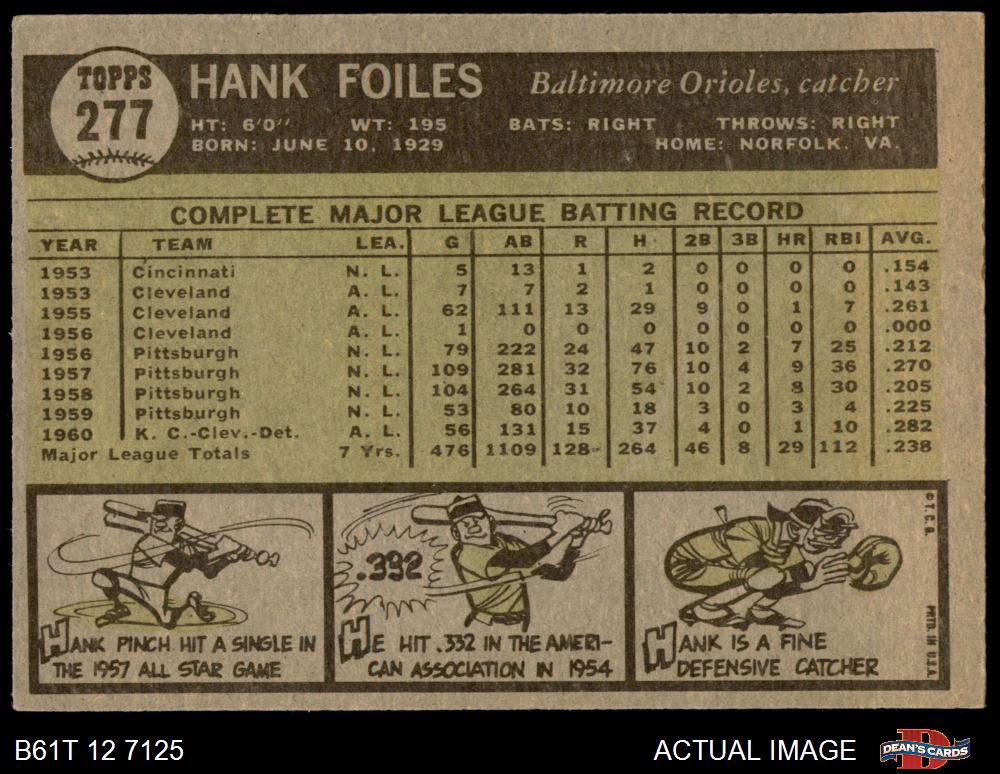 TOPPS
277
HANK FOILES Baltimore Orioles, catcher
HT: 6'0" WT: 195 BATS: RIGHT THROWS: RIGHT
BORN: JUNE 10, 1929 HOME: NORFOLK, VA.
COMPLETE MAJOR LEAGUE BATTING RECORD
YEAR TEAM LEA. G AB R H 2B 3B HR RBI AVG.
1953 Cincinnati N. L. 5 13 1 2 0 0 0 0 .154
1953 Cleveland A. L. 7 7 2 1 0 0 0 0 .143
1955 Cleveland A. L. 62 111 13 29 9 0 1 7 .261
1956 Cleveland A. L. 1 0 0 0 0 0 0 0 .000
1956 Pittsburgh N. L. 79 222 24 47 10 2 7 25 .212
1957 Pittsburgh N. L. 109 281 32 76 10 4 9 36 .270
1958 Pittsburgh N. L. 104 264 31 54 10 2 8 30 .205
1959 Pittsburgh N. L. 53 80 10 18 3 0 3 4 .225
1960 K. C.-Clev.-Det. A. L. 56 131 15 37 4 0 1 10 .282
Major League Totals 7 Yrs. 476 1109 128 264 46 8 29 112 .238
HANK PINCH HIT A SINGLE IN
THE 1957 ALL STAR GAME
.332
HE HIT .332 IN THE AMERI-
CAN ASSOCIATION IN 1954
HANK IS A FINE
DEFENSIVE CATCHER
© T.C.G.
PRTD. IN U.S.A.
B61T 12 7125 ACTUAL IMAGE DEAN'S CARDS